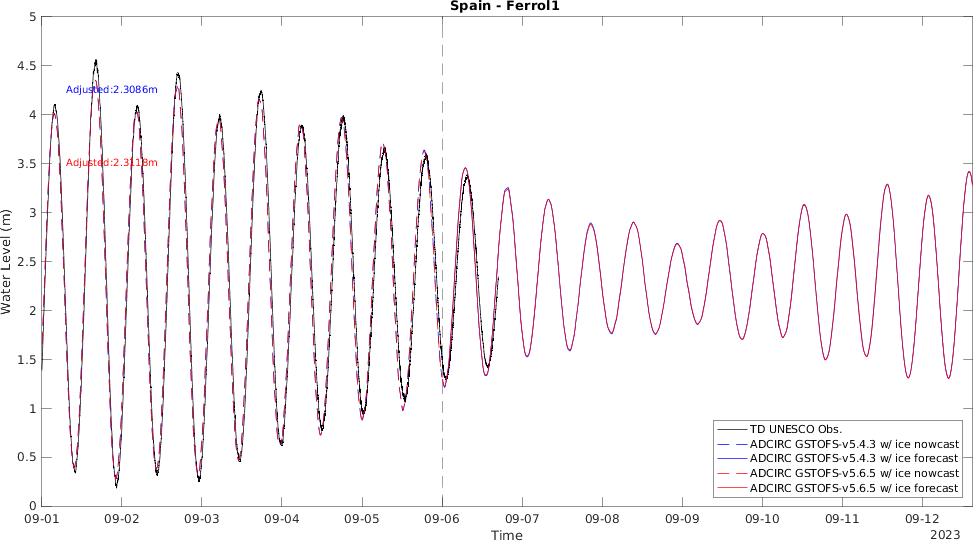 Spain - Ferrol1
5
4.5
4
3.5
3
2.5
2
1.5
1
0.5
0
Water Level (m)
Adjusted:2.3086m
Adjusted:2.3118m
TD UNESCO Obs.
ADCIRC GSTOFS-v5.4.3 w/ ice nowcast
ADCIRC GSTOFS-v5.4.3 w/ ice forecast
ADCIRC GSTOFS-v5.6.5 w/ ice nowcast
ADCIRC GSTOFS-v5.6.5 w/ ice forecast
09-01 09-02 09-03 09-04 09-05 09-06 09-07 09-08 09-09 09-10 09-11 09-12
Time
2023